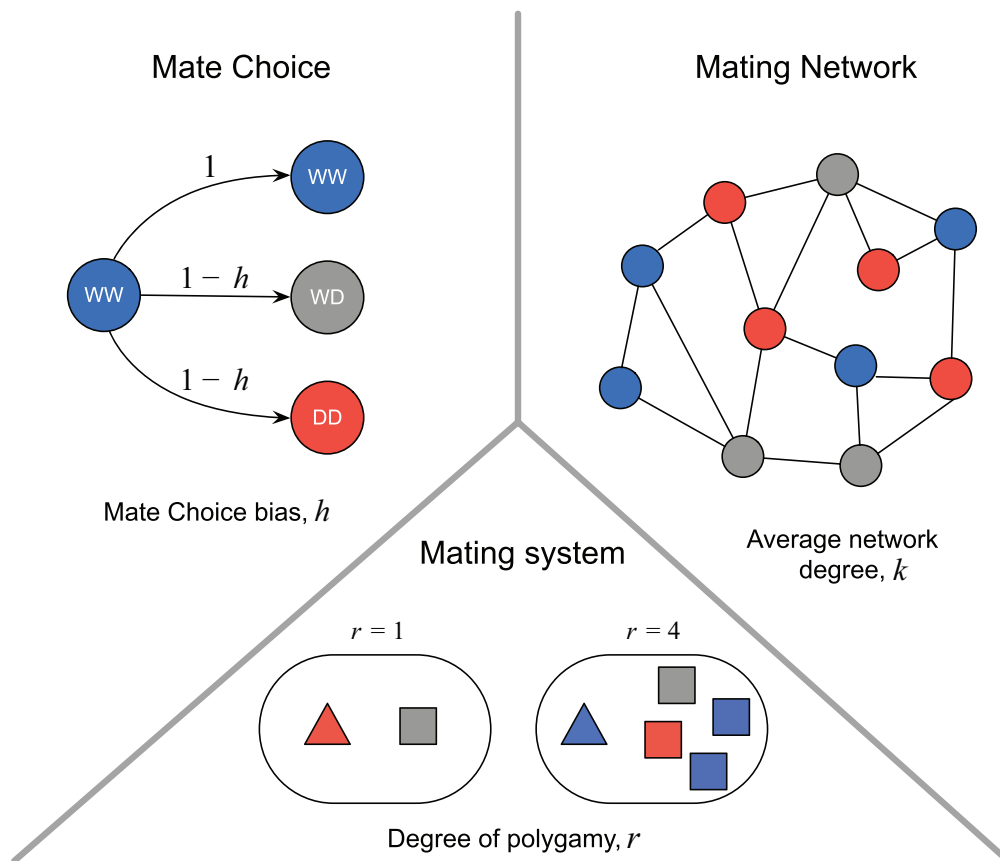 Mate Choice
1
WW
WW
1 − h
WD
1 − h
DD
Mate Choice bias, h
Mating Network
Average network
degree, k
Mating system
r = 1
r = 4
Degree of polygamy, r